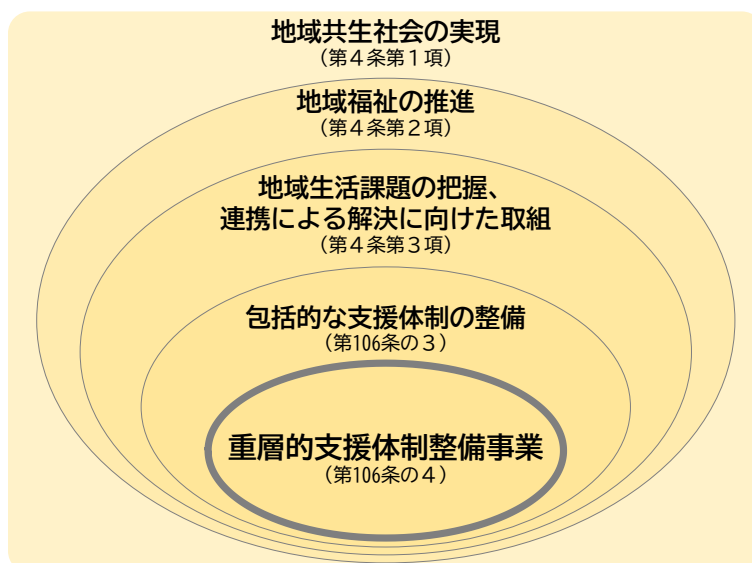 地域共生社会の実現
（第４条第１項）
地域福祉の推進
（第４条第２項）
地域生活課題の把握、
連携による解決に向けた取組
（第４条第３項）
包括的な支援体制の整備
（第106条の３）
重層的支援体制整備事業
（第106条の４）